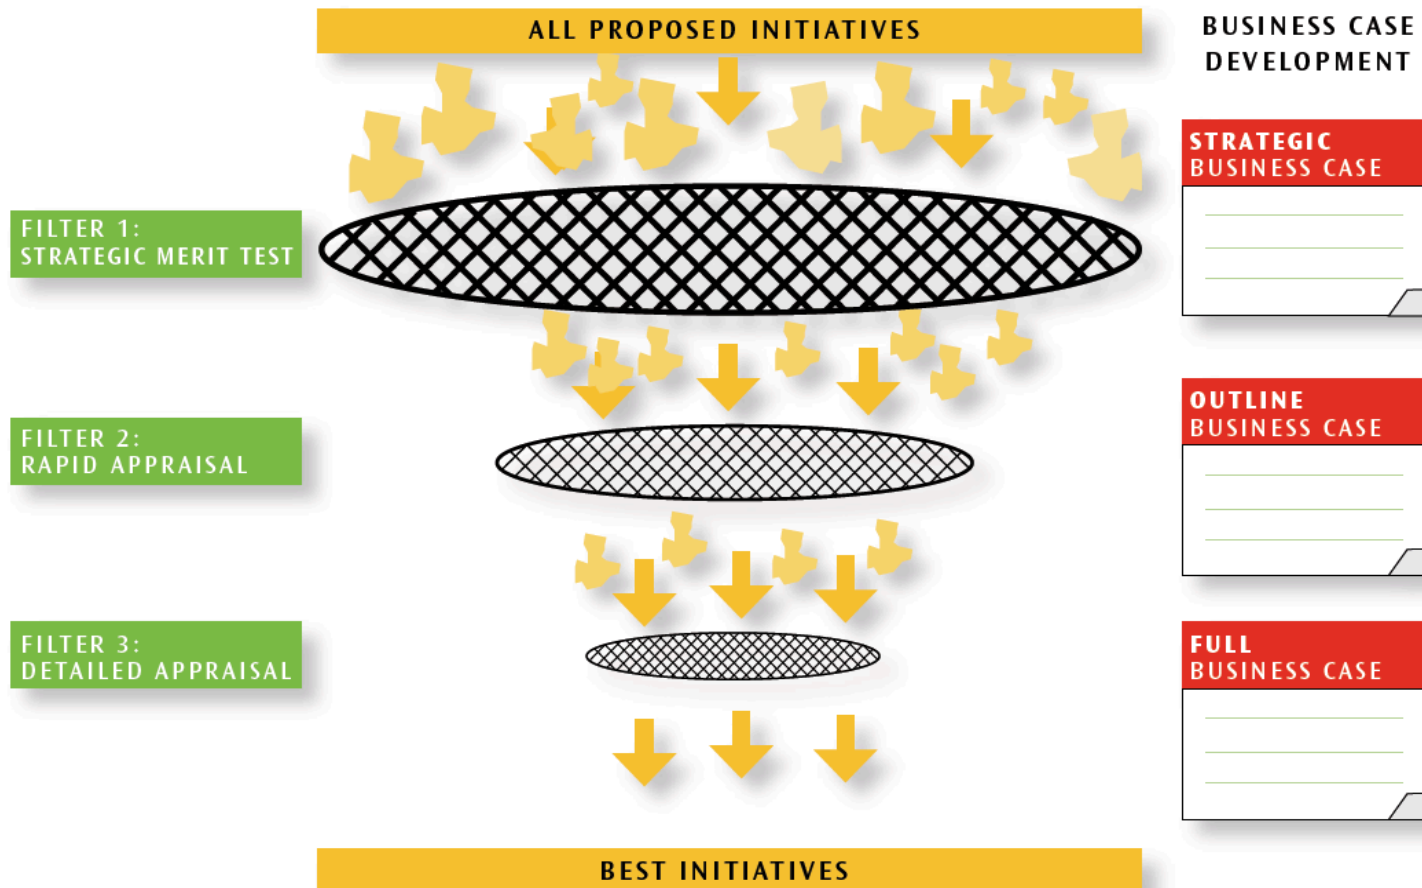 ALL PROPOSED INITIATIVES
BUSINESS CASE
DEVELOPMENT
STRATEGIC
BUSINESS CASE
FILTER 1:
STRATEGIC MERIT TEST
OUTLINE
BUSINESS CASE
FILTER 2:
RAPID APPRAISAL
FULL
BUSINESS CASE
FILTER 3:
DETAILED APPRAISAL
BEST INITIATIVES